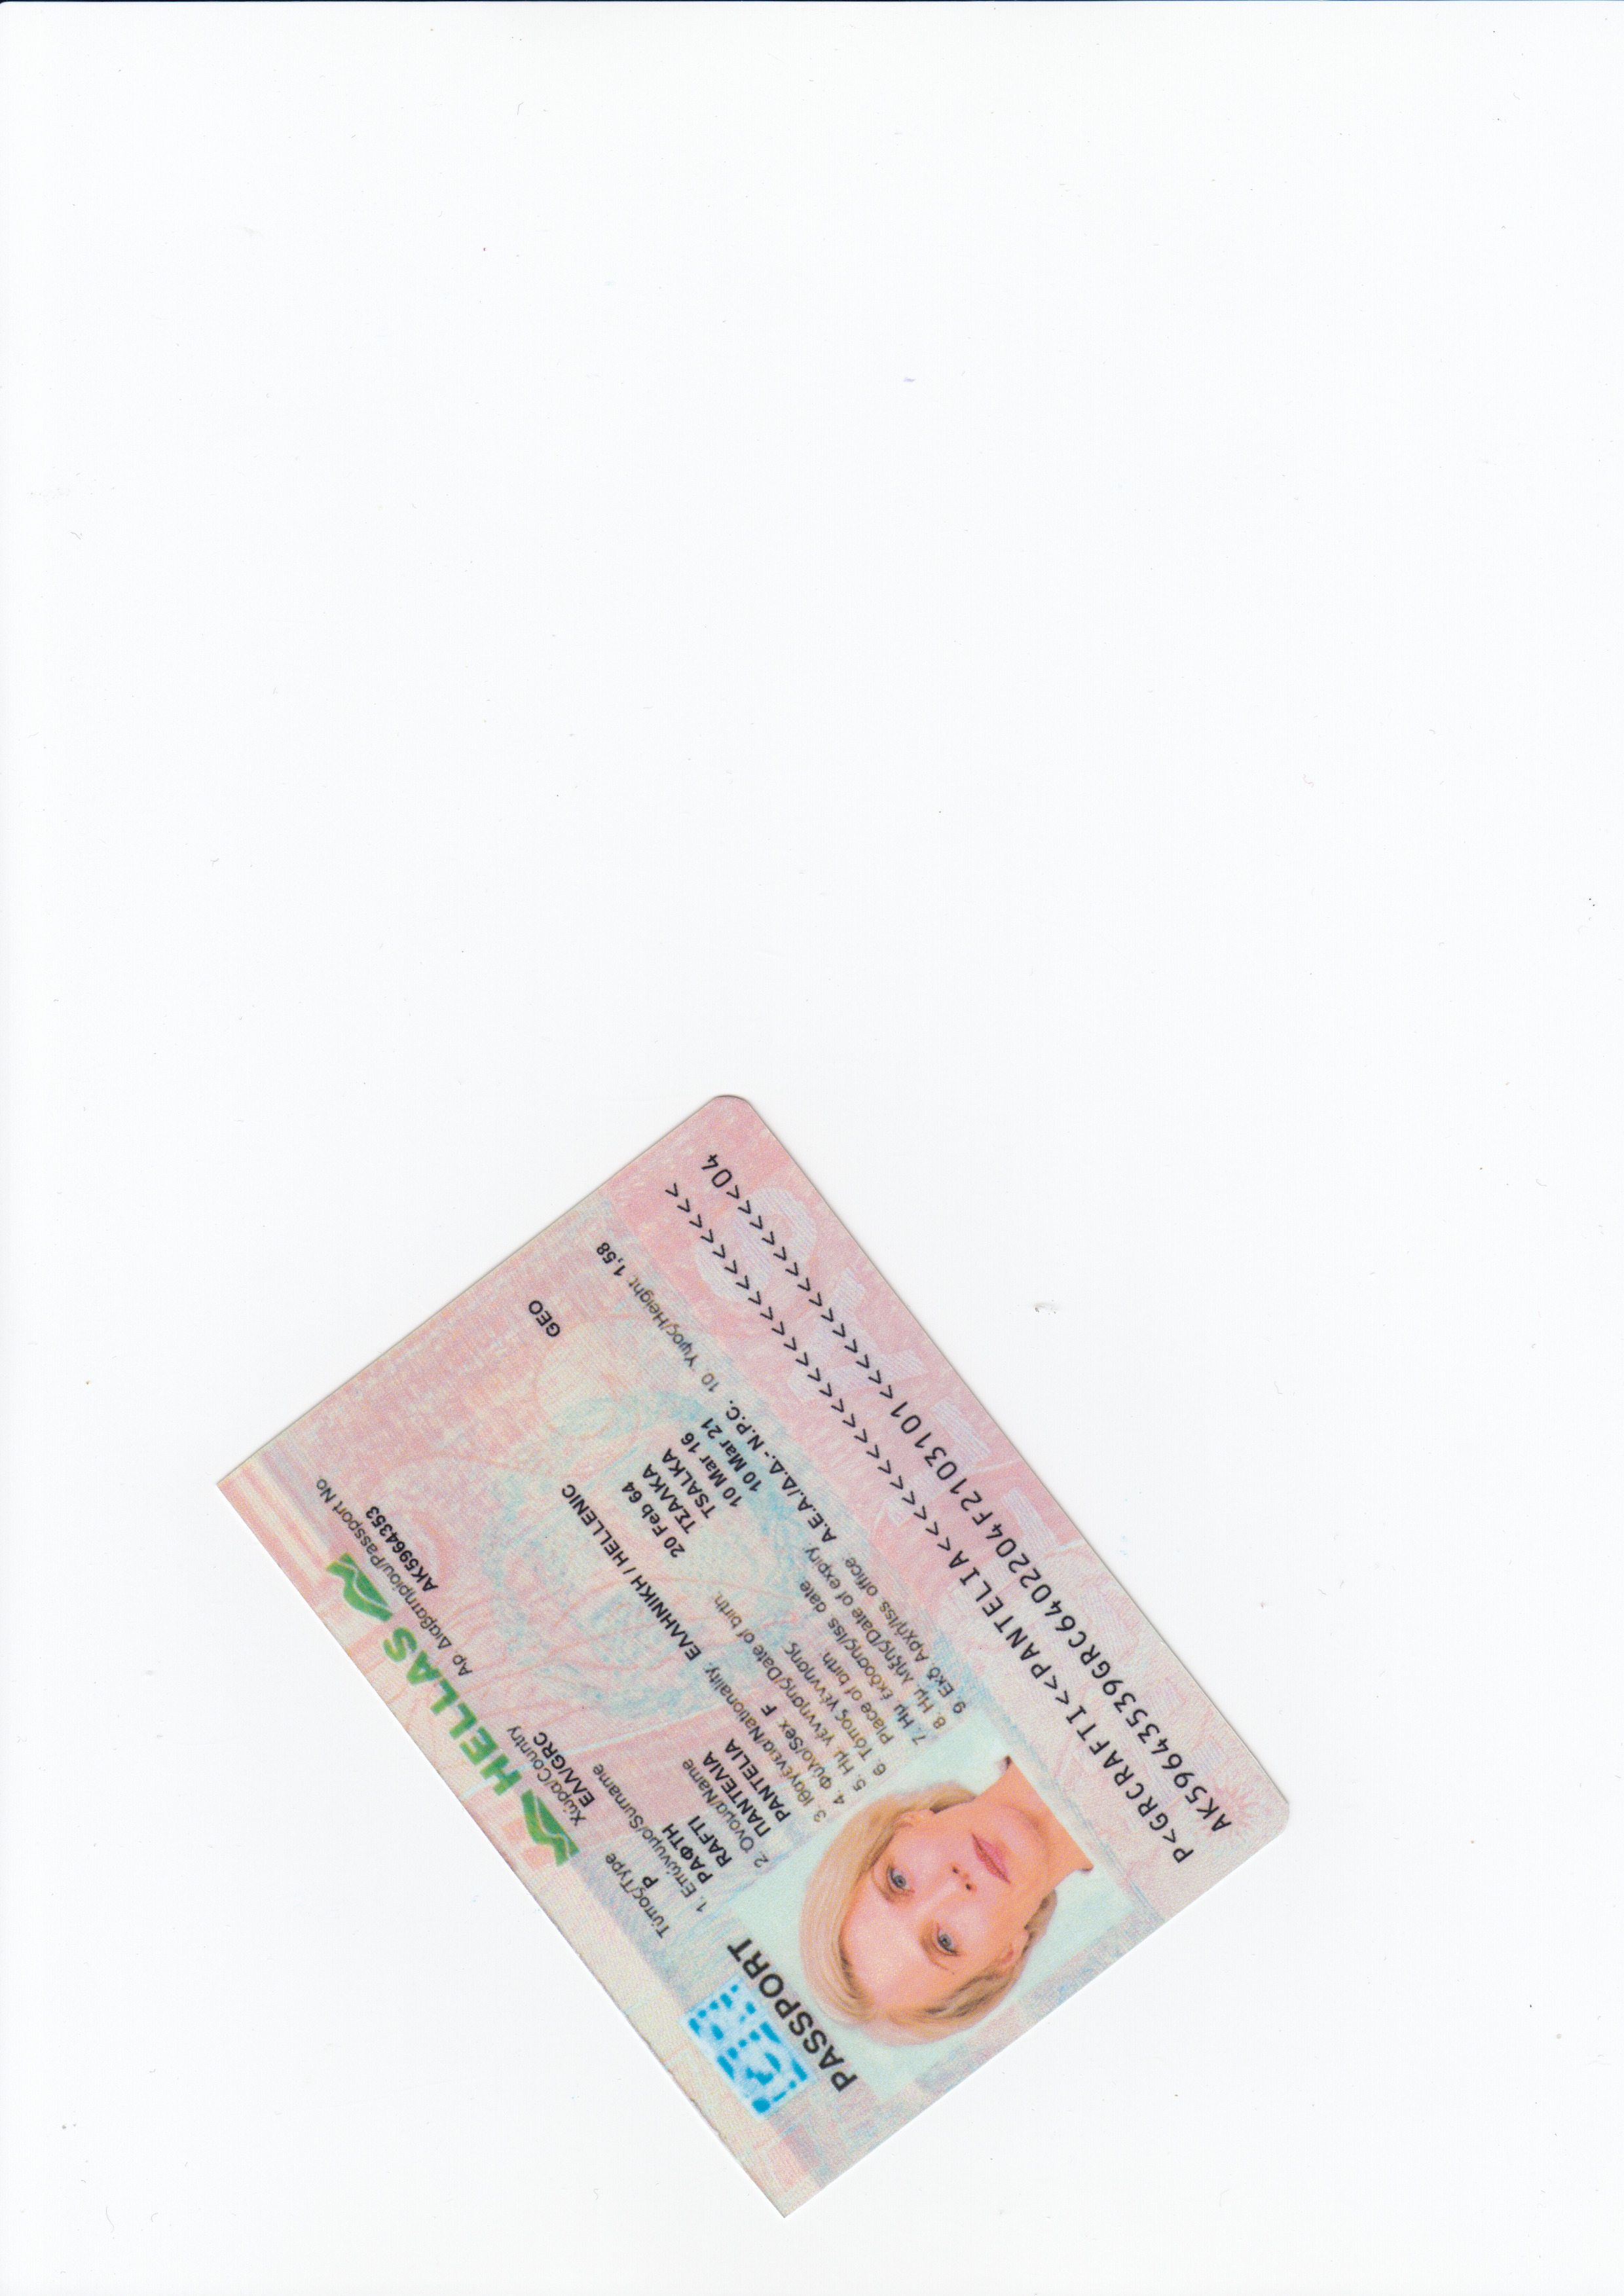 HELLAS
PASSPORT
Τύπος/Type
P
Χώρα/Country
ΕΛΛ/GRC
Αρ Διαβατηρίου/Passport No
AK5964353
1. Επώνυμο/Surname
ΡΑΦΤΗ
RAFTI
2. Όνομα/Name
ΠΑΝΤΕΛΙΑ
PANTELIA
3. Ιθαγένεια/Nationality. ΕΛΛΗΝΙΚΗ / HELLENIC
4. Φύλο/Sex F
5. Ημ γέννησης/Date of birth. 20 Feb 64
6. Τόπος γέννησης ΤΣΑΛΚΑ GEO
Place of birth. TSALKA
7. Ημ έκδοσης/Iss date 10 Mar 16
8. Ημ. λήξης/Date of expiry 10 Mar 21
9. Εκδ. Αρχή/Iss. office. Α.Ε.Α./Δ.Δ.- N.P.C. 10. Υψος/Height 1,58
P<GRCRAFTI<<PANTELIA<<<<<<<<<<<<<<<<<<<<<<<<
AK59643539GRC6402204F2103101<<<<<<<<<<<<<<04